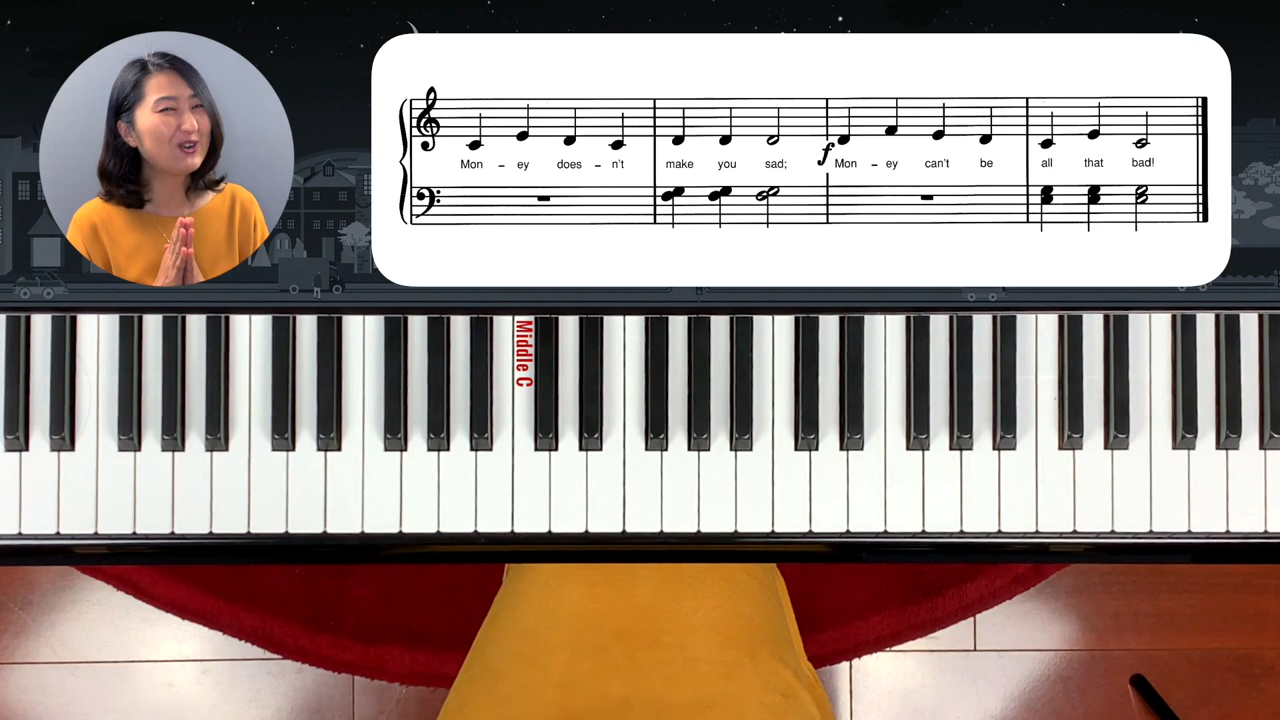 Mon - ey does - n't make you sad; Mon - ey can't be all that bad!
f
Middle C